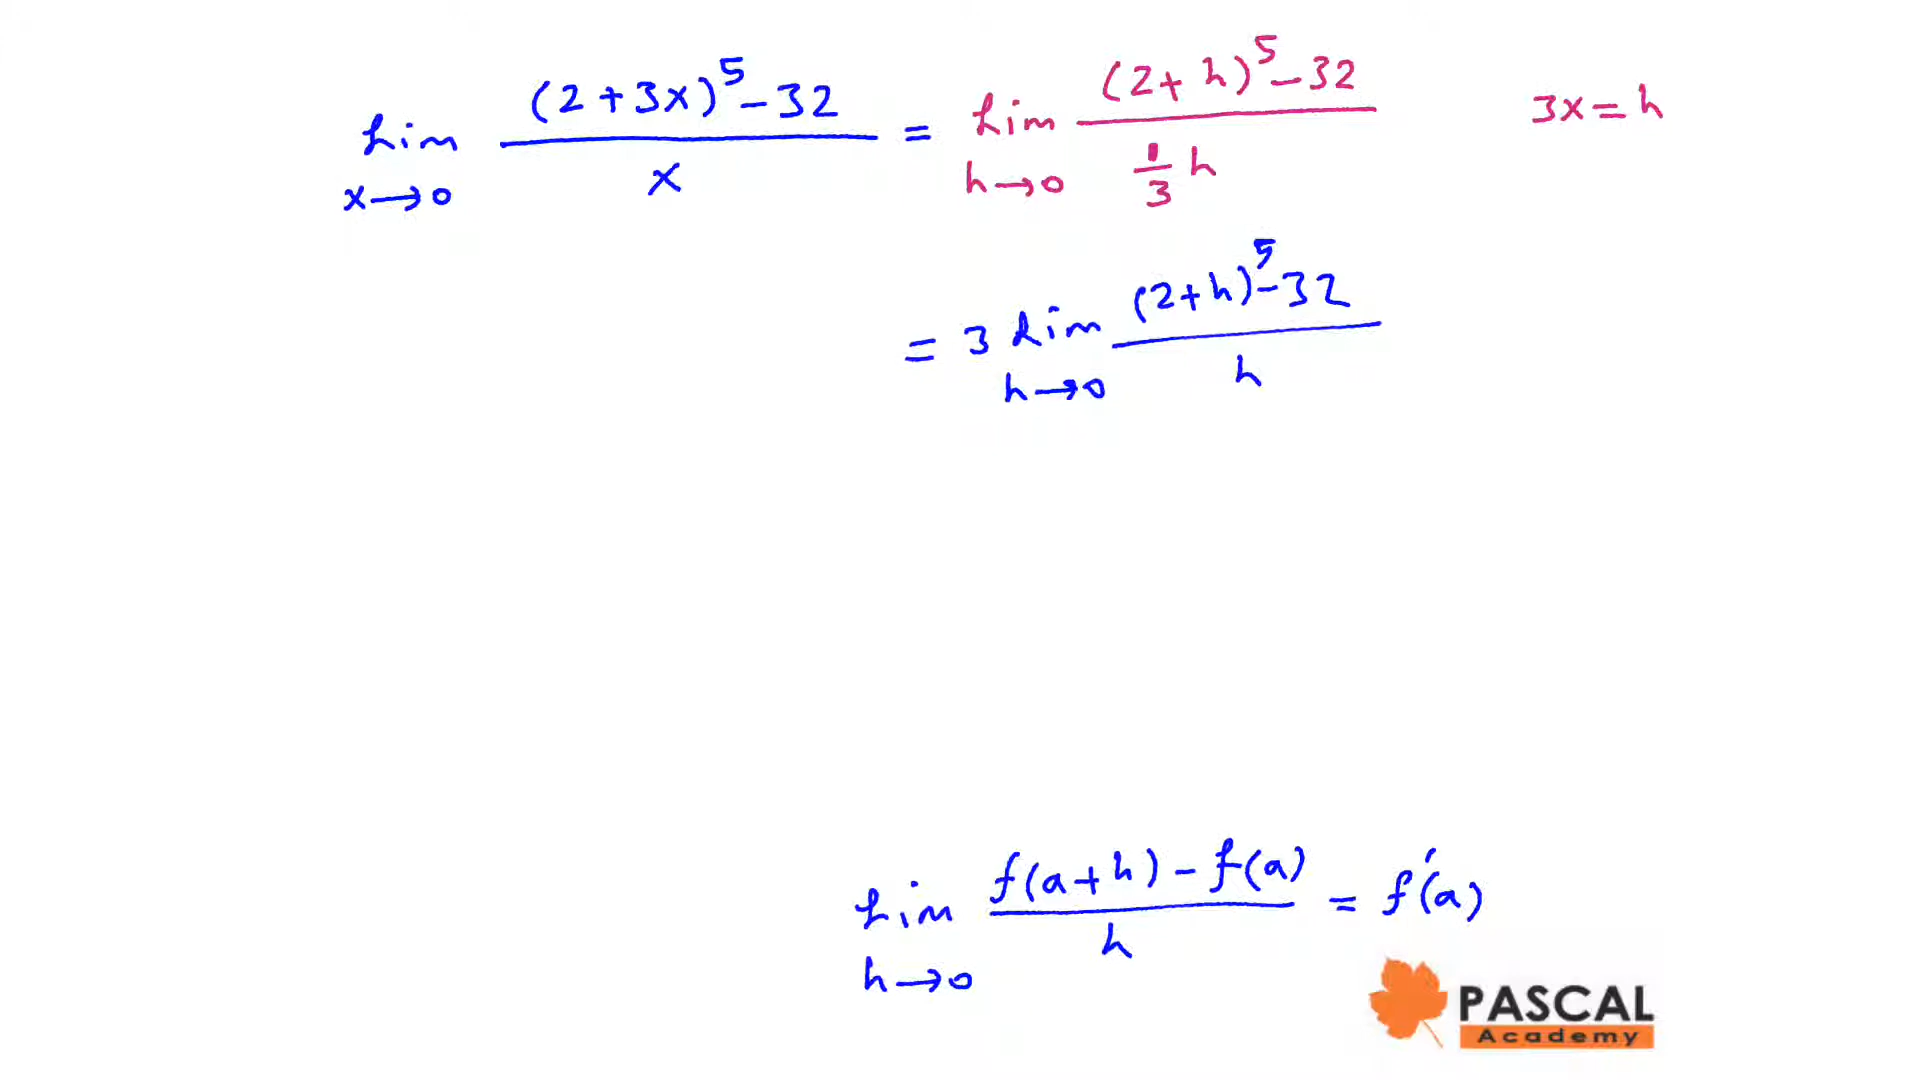 lim x→0 (2+3x)^5-32 / x = lim h→0 (2+h)^5-32 / 1/3 h 3x=h
= 3 lim h→0 (2+h)^5-32 / h
lim h→0 f(a+h)-f(a) / h = f'(a)
PASCAL
Academy